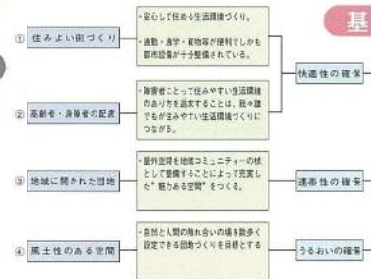 基
① 住みよい街づくり
・安心して住める生活環境づくり。
・通勤・通学・買物等が便利でしかも
都市設備が十分整備されている。
快適性の確保
② 高齢者・身障者の配慮
・障害者にとって住みやすい生活環境
のあり方を追求することは、我々誰
でもが住みやすい生活環境づくりに
つながる。
③ 地域に開かれた団地
・屋外空間を地域コミュニティーの核
として整備することによって充実し
た"魅力ある空間"をつくる。
連帯性の確保
④ 風土性のある空間
・自然と人間の触れ合いの場を数多く
設定できる団地づくりを目標とする
うるおいの確保